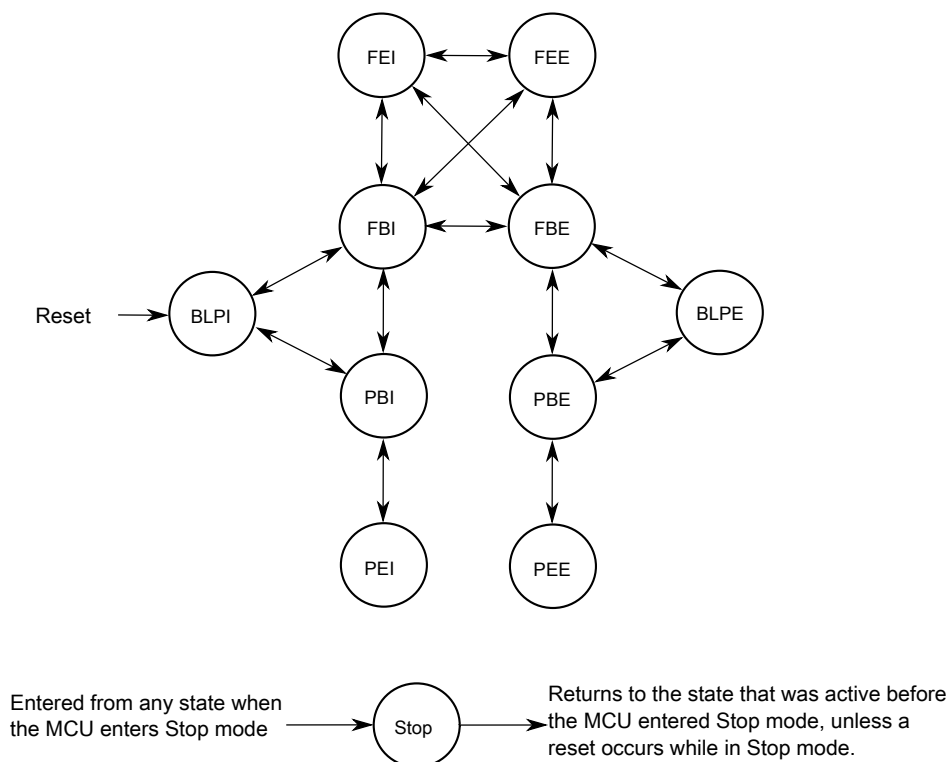 FEI
FEE
FBI
FBE
Reset
BLPI
BLPE
PBI
PBE
PEI
PEE
Entered from any state when
the MCU enters Stop mode
Stop
Returns to the state that was active before
the MCU entered Stop mode, unless a
reset occurs while in Stop mode.